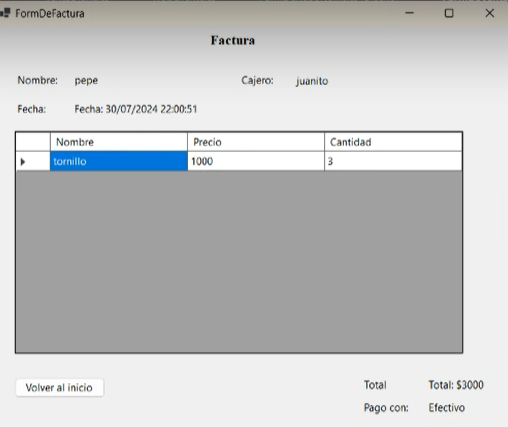 FormDeFactura
Factura
Nombre: pepe Cajero: juanito
Fecha: Fecha: 30/07/2024 22:00:51
Nombre Precio Cantidad
tornillo 1000 3
Volver al inicio Total Total: $3000
Pago con: Efectivo